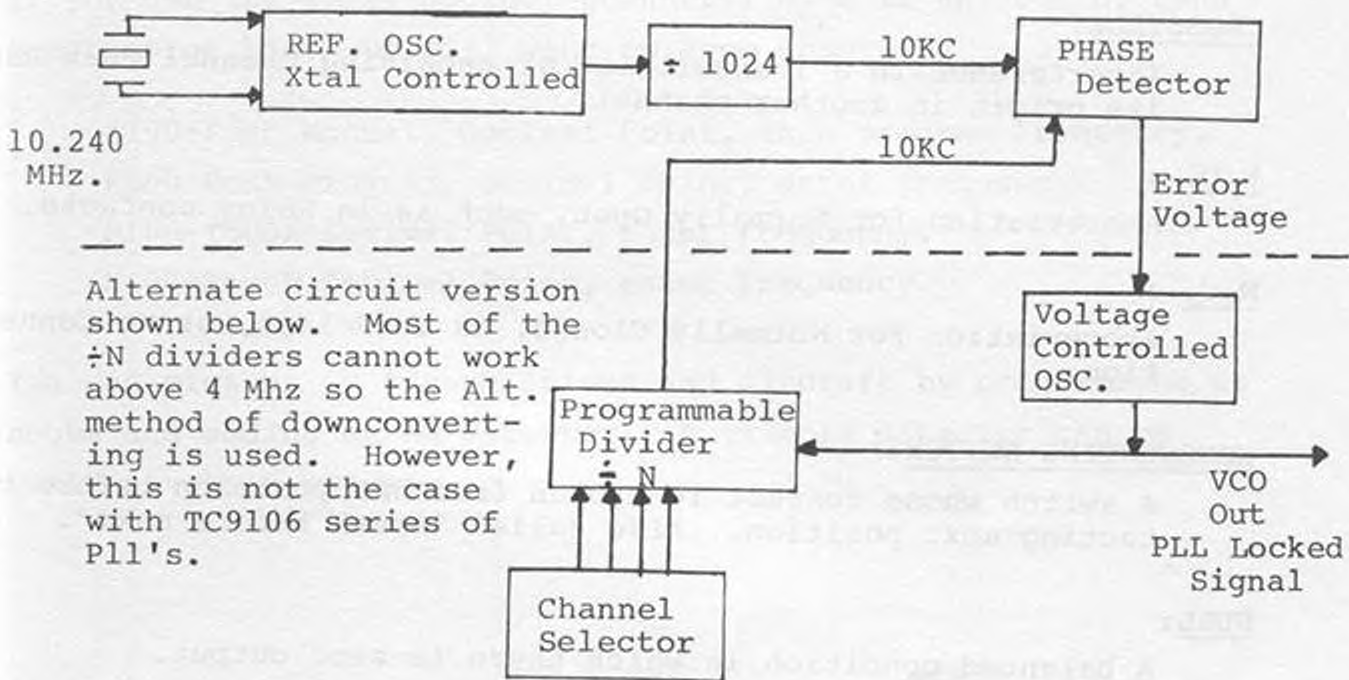 REF. OSC.
Xtal Controlled
÷ 1024
10KC
PHASE
Detector
10.240
MHz.
10KC
Error
Voltage
Alternate circuit version
shown below. Most of the
÷N dividers cannot work
above 4 Mhz so the Alt.
method of downconvert-
ing is used. However,
this is not the case
with TC9106 series of
Pll's.
Voltage
Controlled
OSC.
Programmable
Divider
÷ N
VCO
Out
PLL Locked
Signal
Channel
Selector